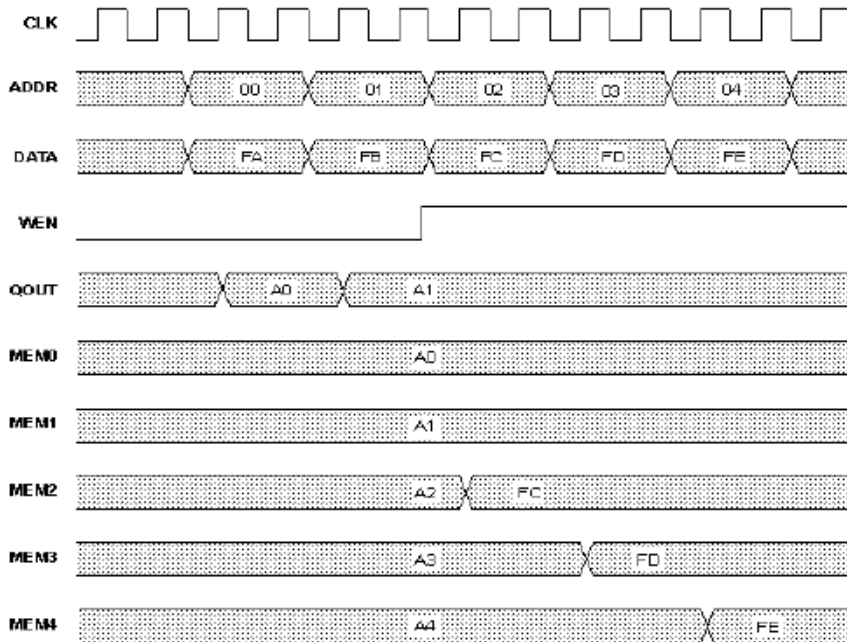 CLK
ADDR 00 01 02 03 04
DATA FA FB FC FD FE
WEN
QOUT A0 A1
MEM0 A0
MEM1 A1
MEM2 A2 FC
MEM3 A3 FD
MEM4 A4 FE